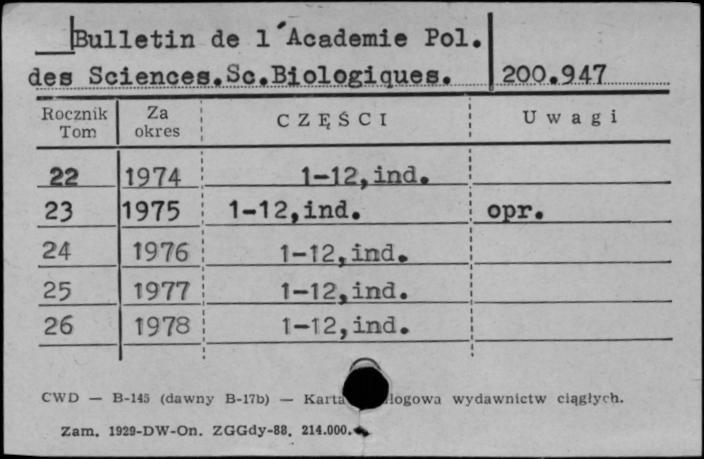 Bulletin de l'Academie Pol.
des Sciences.Sc.Biologiques. 200.947
Rocznik Tom Za okres CZĘŚCI Uwagi
22 1974 1-12,ind.
23 1975 1-12,ind. opr.
24 1976 1-12,ind.
25 1977 1-12,ind.
26 1978 1-12,ind.
CWD — B-145 (dawny B-17b) — Karta logowa wydawnictw ciągłych.
Zam. 1929-DW-On. ZGGdy-88. 214.000.